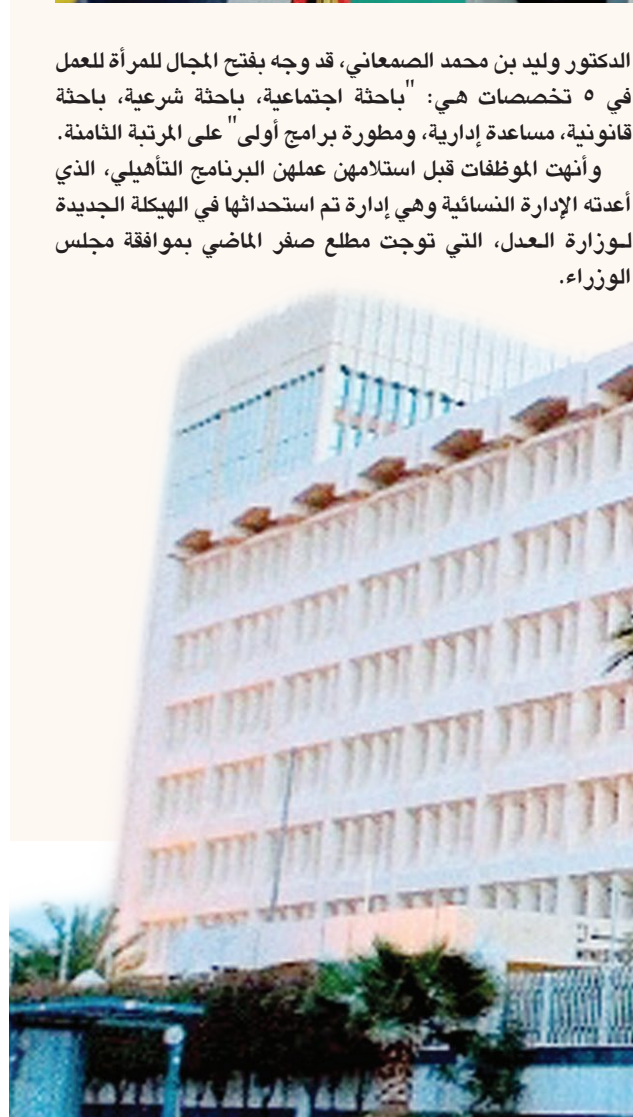 الدكتور وليد بن محمد الصمعاني، قد وجه بفتح المجال للمرأة للعمل
في ٥ تخصصات هي: "باحثة اجتماعية، باحثة شرعية، باحثة
قانونية، مساعدة إدارية، ومطورة برامج أولى" على المرتبة الثامنة.
وأنهت الموظفات قبل استلامهن عملهن البرنامج التأهيلي، الذي
أعدته الإدارة النسائية وهي إدارة تم استحداثها في الهيكلة الجديدة
لـوزارة الـعدل، التي توجت مطلع صفر الماضي بموافقة مجلس
الوزراء.